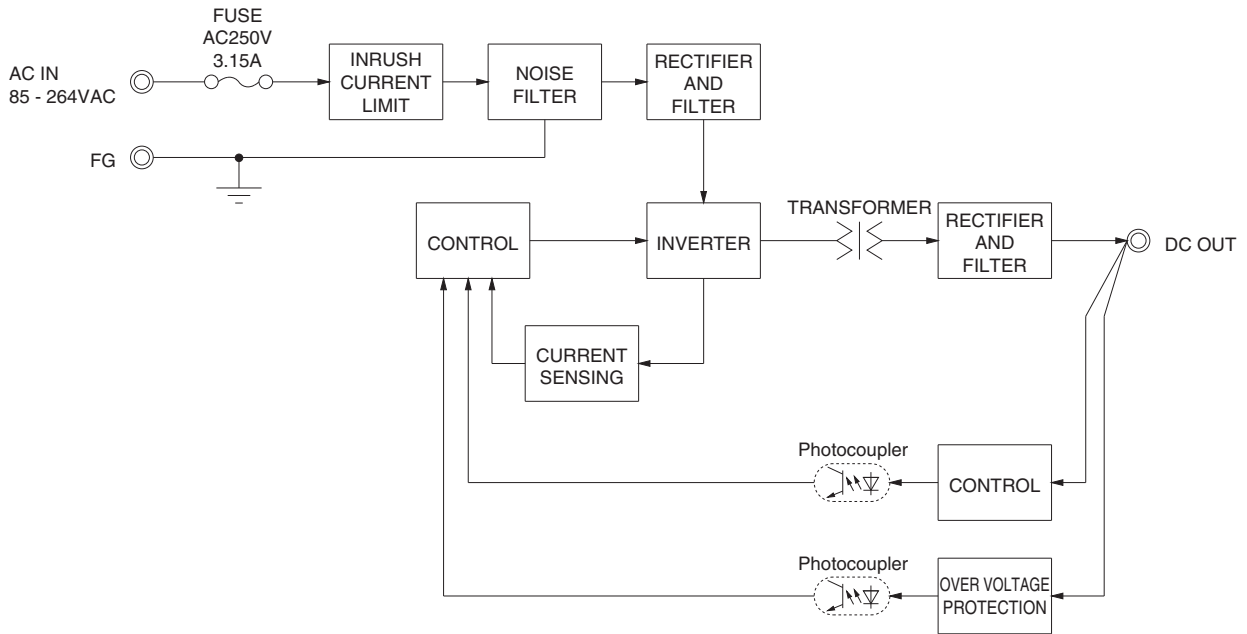 FUSE
AC250V
3.15A
AC IN
85 - 264VAC
INRUSH
CURRENT
LIMIT
NOISE
FILTER
RECTIFIER
AND
FILTER
FG
CONTROL
INVERTER
TRANSFORMER
RECTIFIER
AND
FILTER
DC OUT
CURRENT
SENSING
Photocoupler
CONTROL
Photocoupler
OVER VOLTAGE
PROTECTION